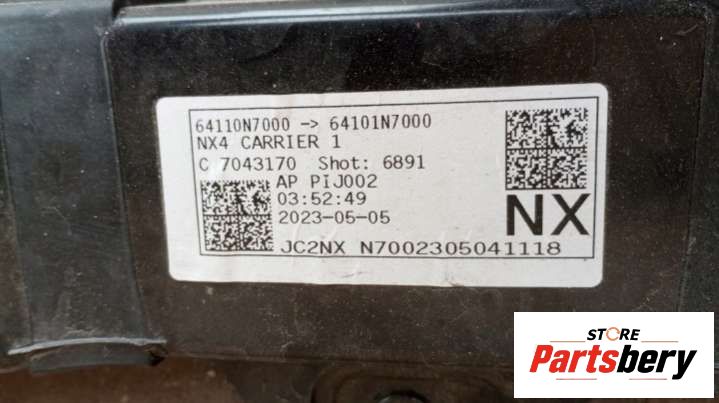 64110N7000 -> 64101N7000
NX4 CARRIER 1
C 7043170 Shot: 6891
AP PIJ002
03:52:49
2023-05-05
NX
JC2NX N7002305041118
STORE
Partsbery